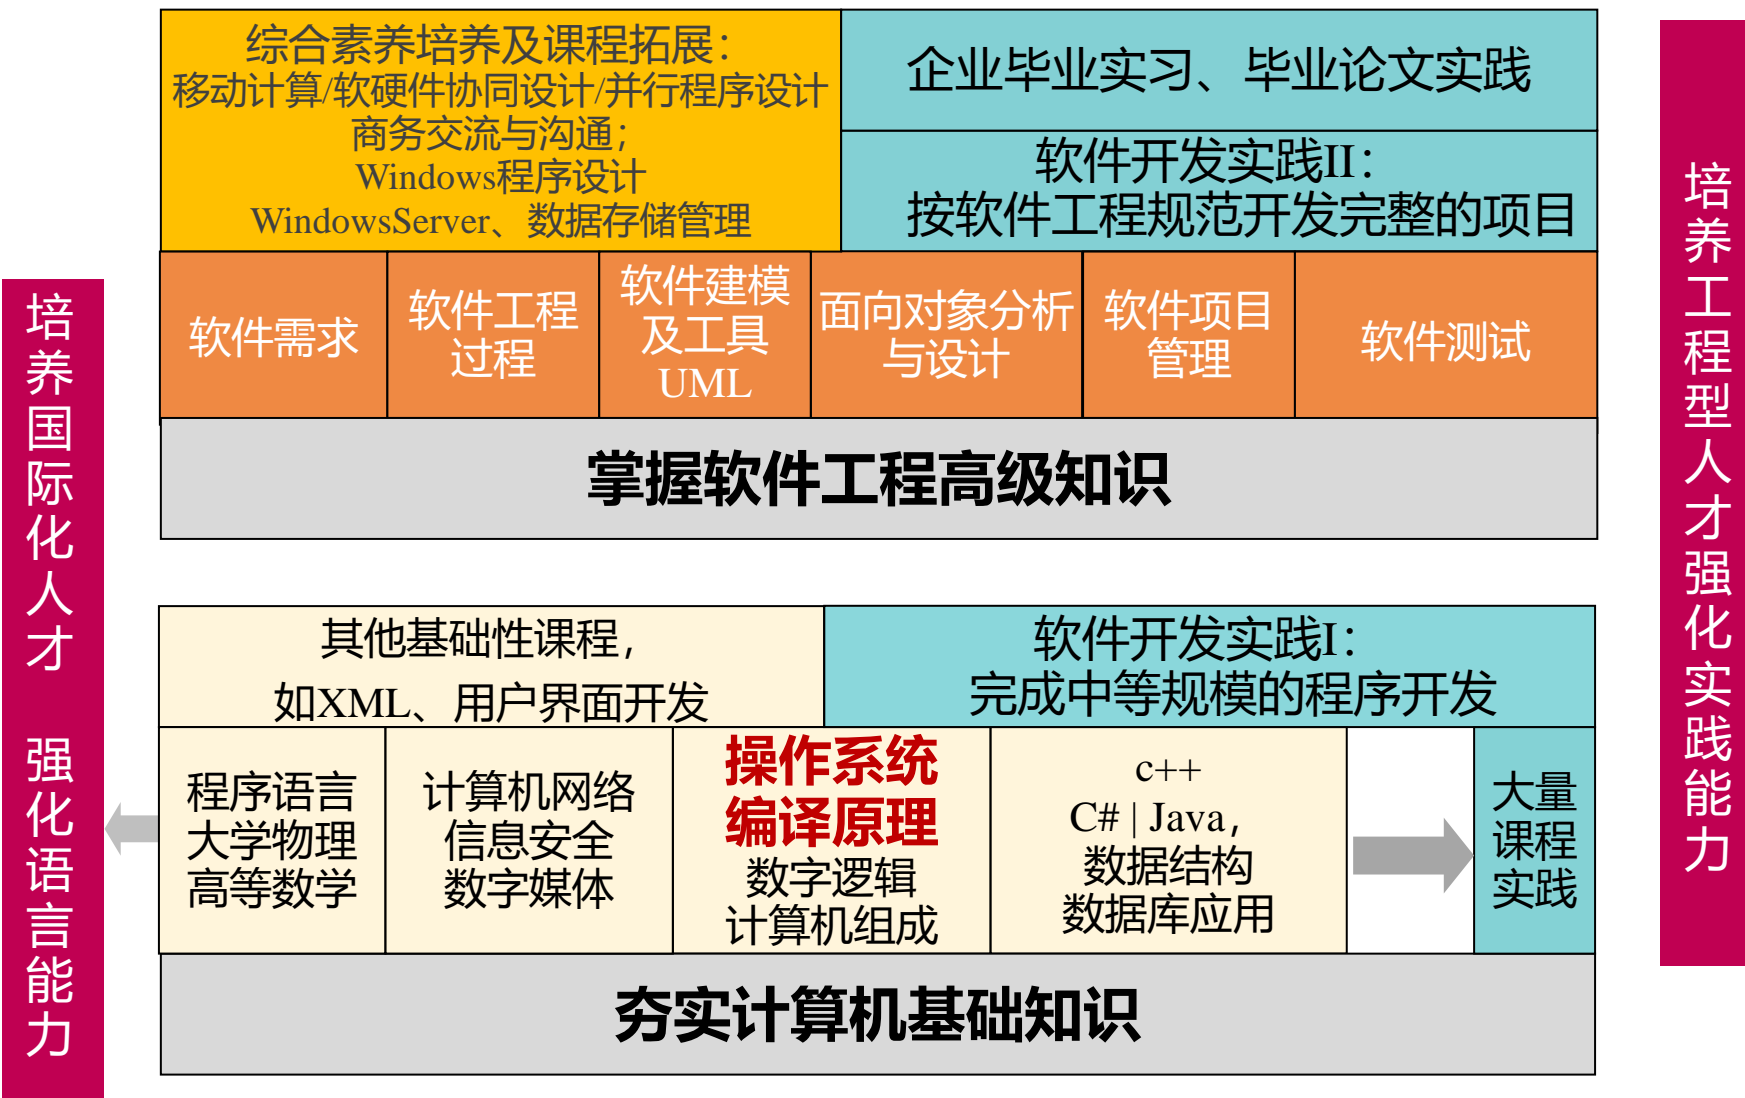 综合素养培养及课程拓展：
移动计算/软硬件协同设计/并行程序设计
商务交流与沟通；
Windows程序设计
WindowsServer、数据存储管理
企业毕业实习、毕业论文实践
软件开发实践II：
按软件工程规范开发完整的项目
软件需求
软件工程
过程
软件建模
及工具
UML
面向对象分析
与设计
软件项目
管理
软件测试
掌握软件工程高级知识
其他基础性课程，
如XML、用户界面开发
软件开发实践I：
完成中等规模的程序开发
程序语言
大学物理
高等数学
计算机网络
信息安全
数字媒体
操作系统
编译原理
数字逻辑
计算机组成
c++
C# | Java，
数据结构
数据库应用
大量
课程
实践
夯实计算机基础知识
培养国际化人才 强化语言能力
培养工程型人才强化实践能力